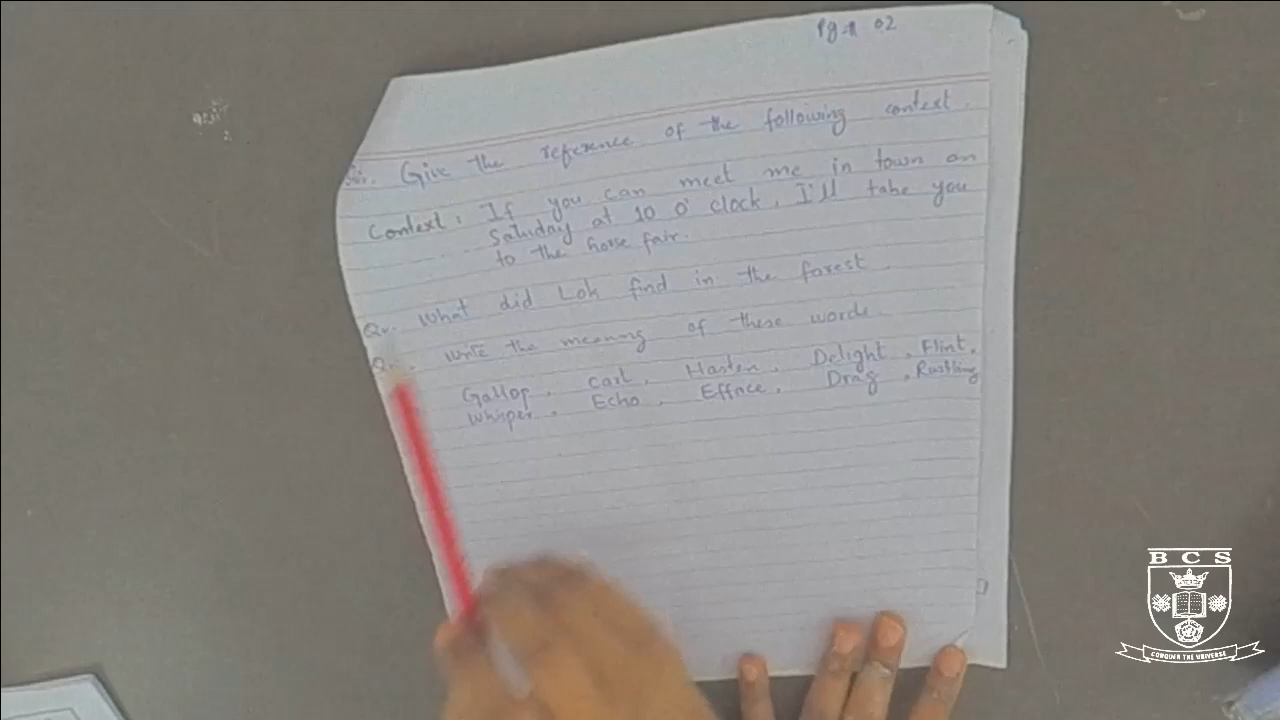 Pg-# 02
Give the reference of the following context.
Context: If you can meet me in town on
Saturday at 10 O' clock, I'll take you
to the horse fair.
Qv. What did Lok find in the forest.
Write the meaning of these words.
Gallop, Cart, Hasten, Delight, Flint,
Whisper, Echo, Efface, Drag, Rustling
BCS
CONQUER THE UNIVERSE